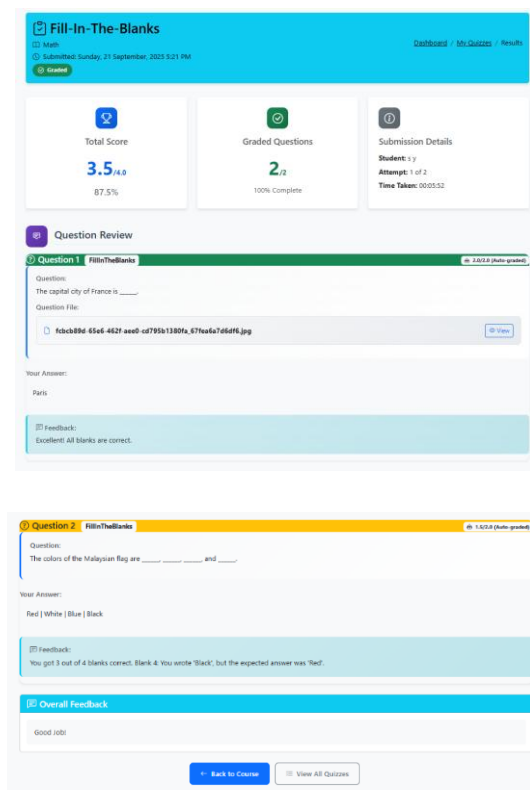 Fill-In-The-Blanks
Math
Submitted: Sunday, 21 September, 2025 5:21 PM
Graded
Dashboard / My Quizzes / Results
Total Score
3.5/4.0
87.5%
Graded Questions
2/2
100% Complete
Submission Details
Student: s y
Attempt: 1 of 2
Time Taken: 00:05:52
Question Review
Question 1 FillInTheBlanks
2.0/2.0 (Auto-graded)
Question:
The capital city of France is _____.
Question File:
fcbcb89d-65e6-462f-aee0-cd795b1380fa_67fea6a7d6df6.jpg
View
Your Answer:
Paris
Feedback:
Excellent! All blanks are correct.
Question 2 FillInTheBlanks
1.5/2.0 (Auto-graded)
Question:
The colors of the Malaysian flag are _____, _____, _____, and _____.
Your Answer:
Red | White | Blue | Black
Feedback:
You got 3 out of 4 blanks correct. Blank 4: You wrote 'Black', but the expected answer was 'Red'.
Overall Feedback
Good Job!
← Back to Course
View All Quizzes